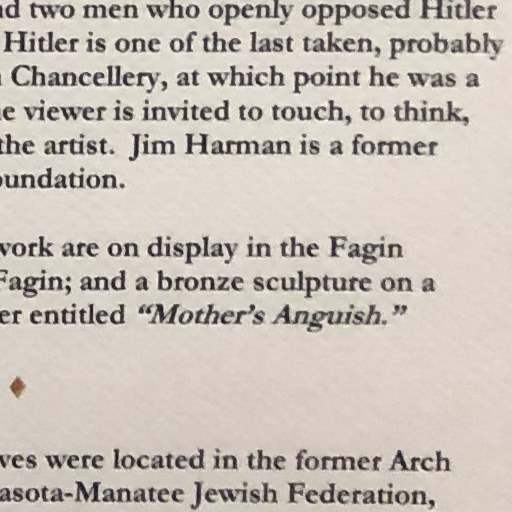 nd two men who openly opposed Hitler
Hitler is one of the last taken, probably
Chancellery, at which point he was a
e viewer is invited to touch, to think,
the artist. Jim Harman is a former
oundation.
work are on display in the Fagin
Fagin; and a bronze sculpture on a
er entitled “Mother’s Anguish.”
ves were located in the former Arch
asota-Manatee Jewish Federation,